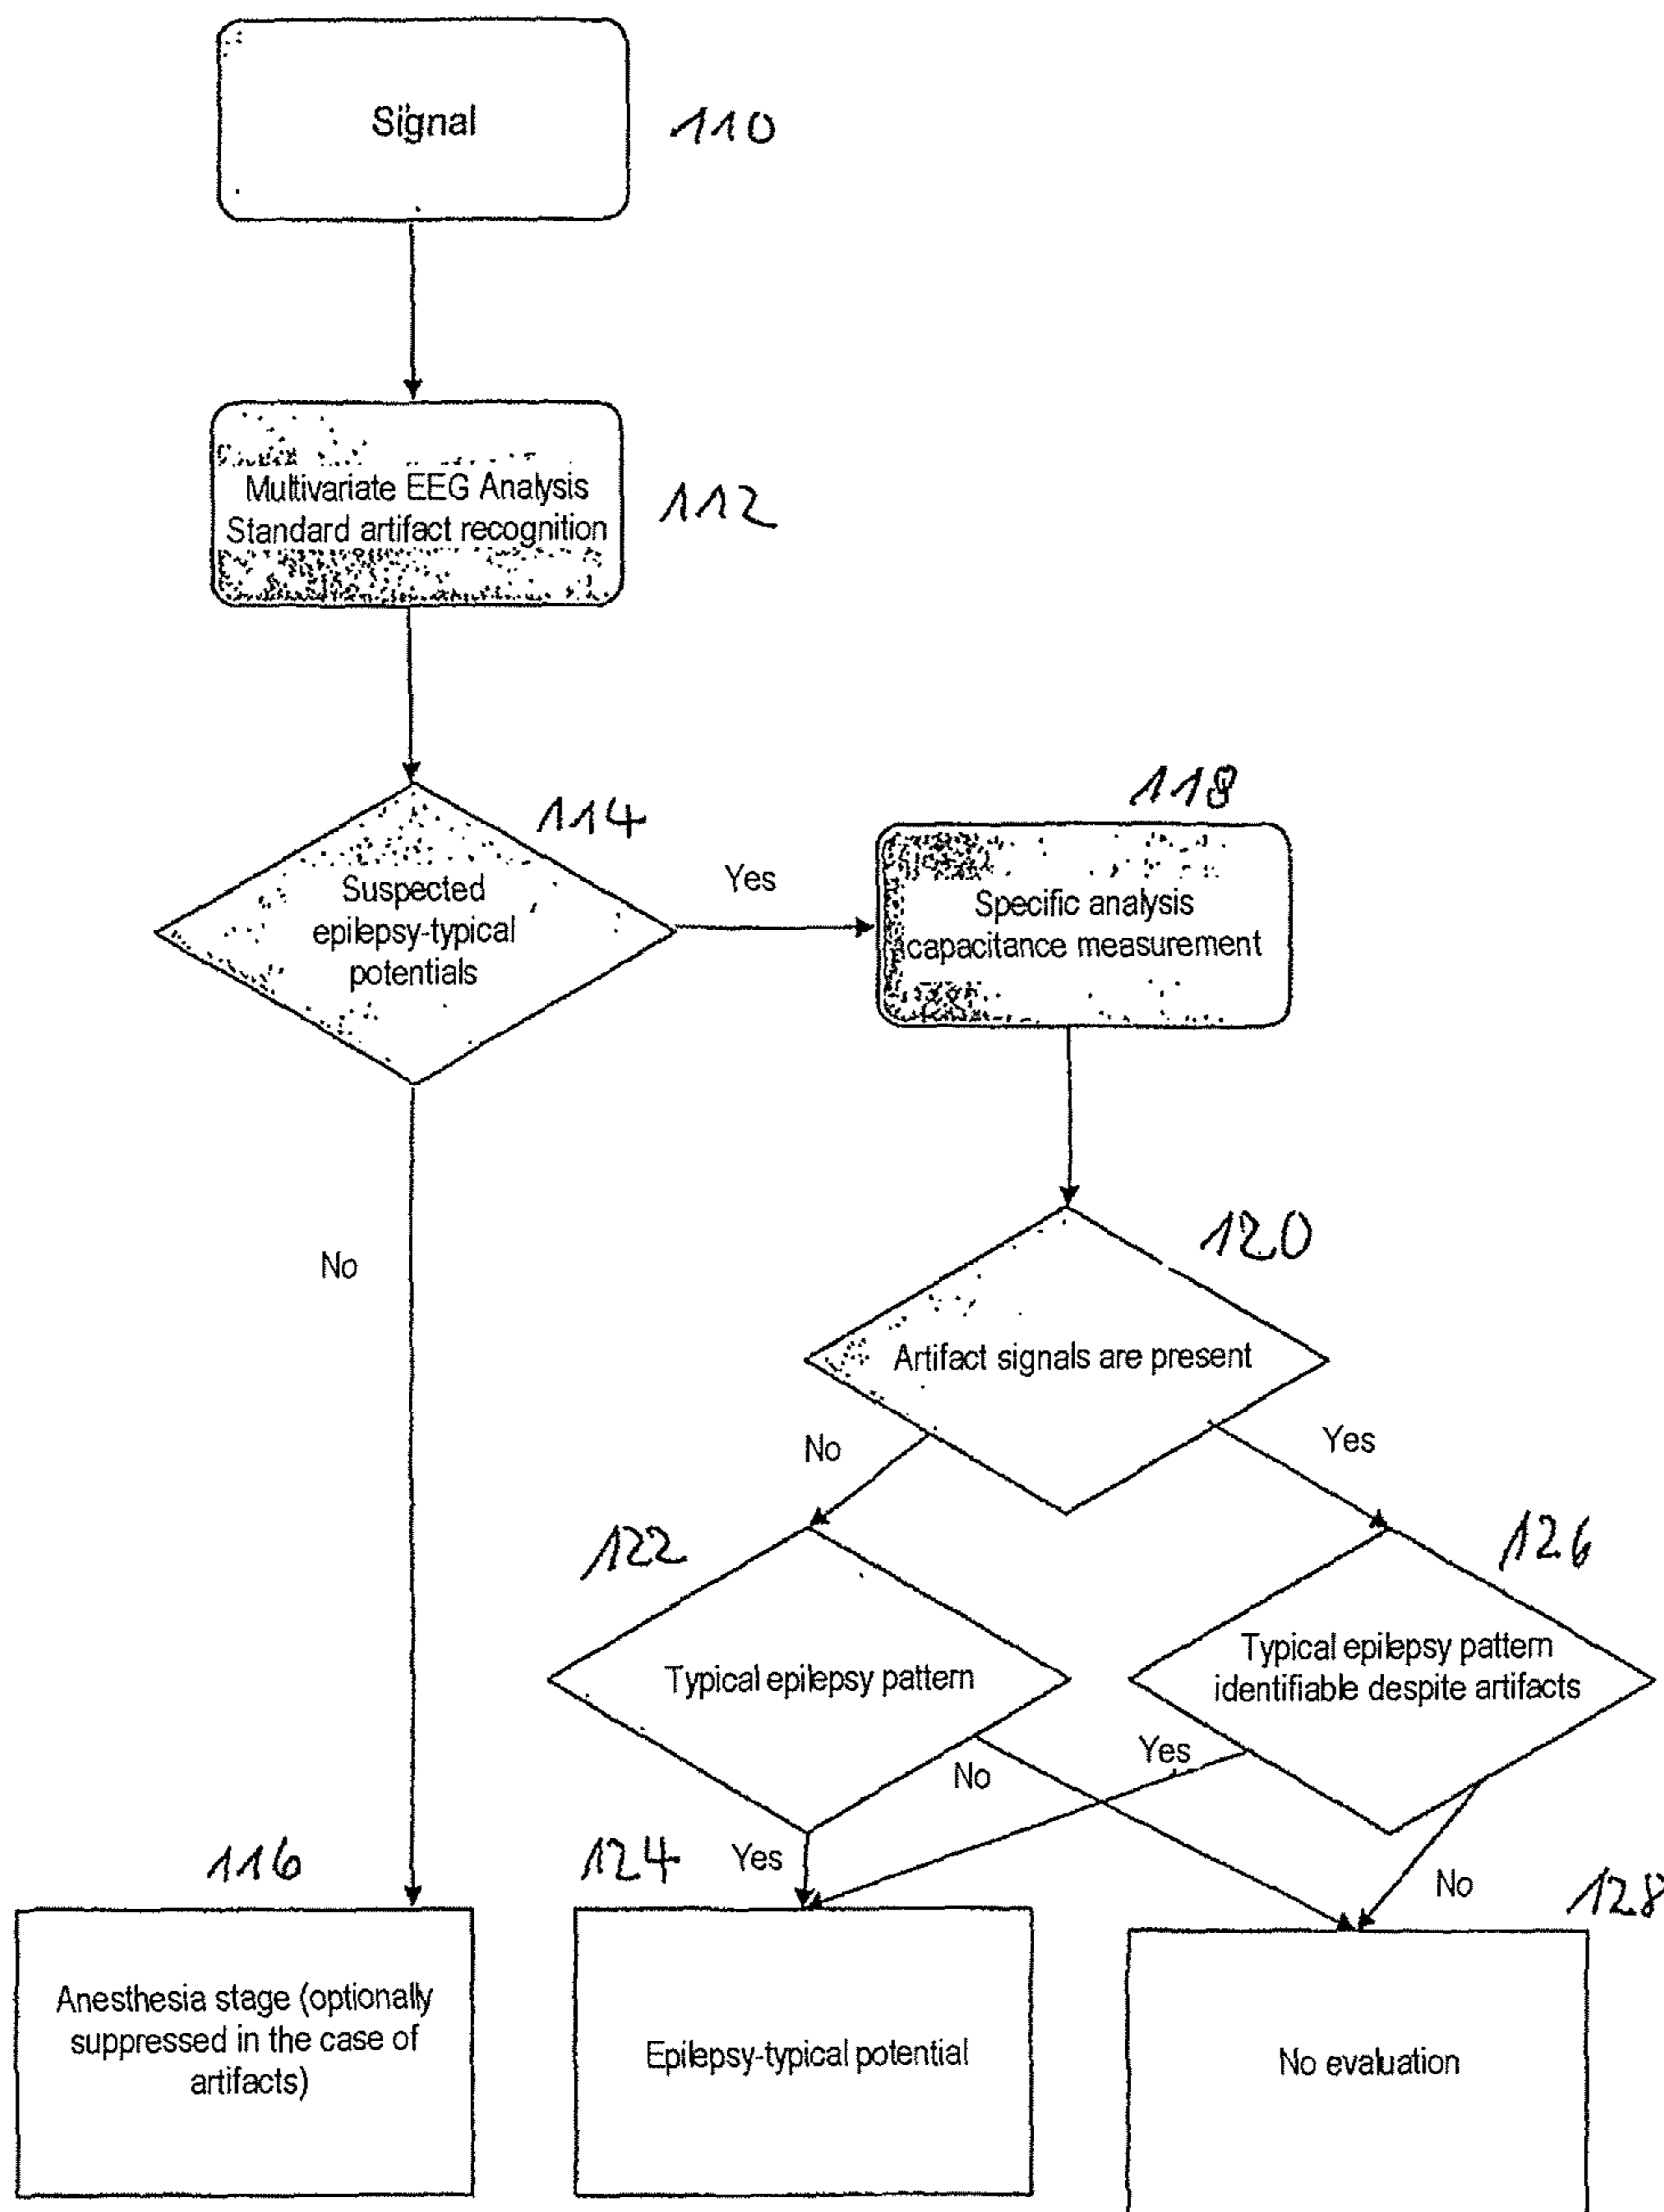 Signal
110
Multivariate EEG Analysis
Standard artifact recognition
112
114
Suspected
epilepsy-typical
potentials
Yes
118
Specific analysis
capacitance measurement
No
120
Artifact signals are present
No
Yes
122
Typical epilepsy pattern
126
Typical epilepsy pattern
identifiable despite artifacts
No
Yes
Yes
No
116
Anesthesia stage (optionally
suppressed in the case of
artifacts)
124
Epilepsy-typical potential
128
No evaluation